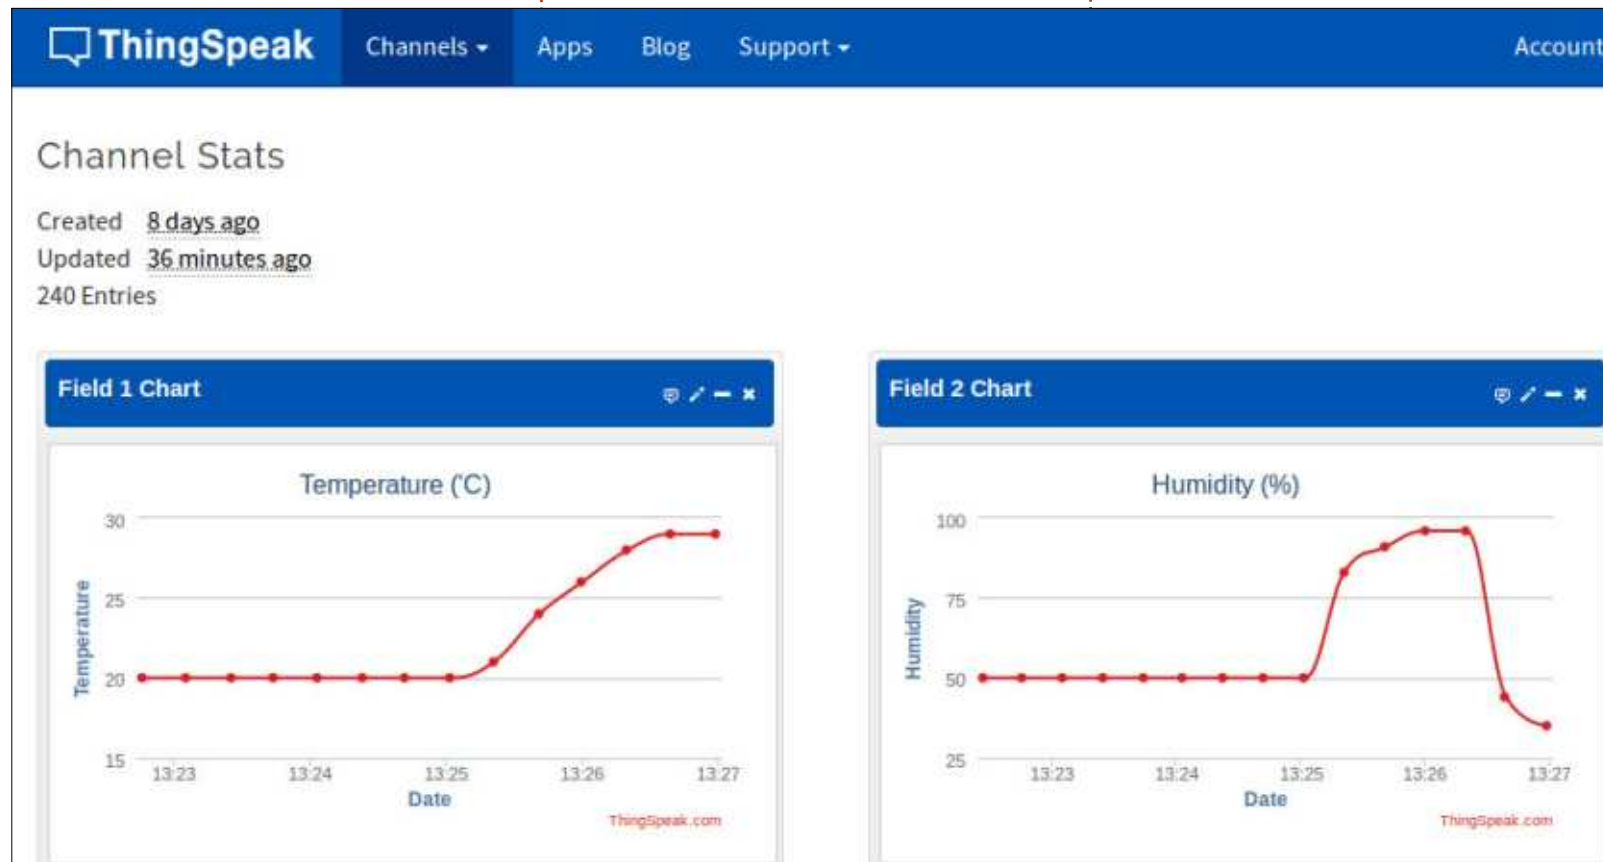 ThingSpeak Channels Apps Blog Support Account
Channel Stats
Created 8 days ago
Updated 36 minutes ago
240 Entries
Field 1 Chart
Temperature ('C)
Temperature
30
25
20
15
13:23 13:24 13:25 13:26 13:27
Date
ThingSpeak.com
Field 2 Chart
Humidity (%)
Humidity
100
75
50
25
13:23 13:24 13:25 13:26 13:27
Date
ThingSpeak.com